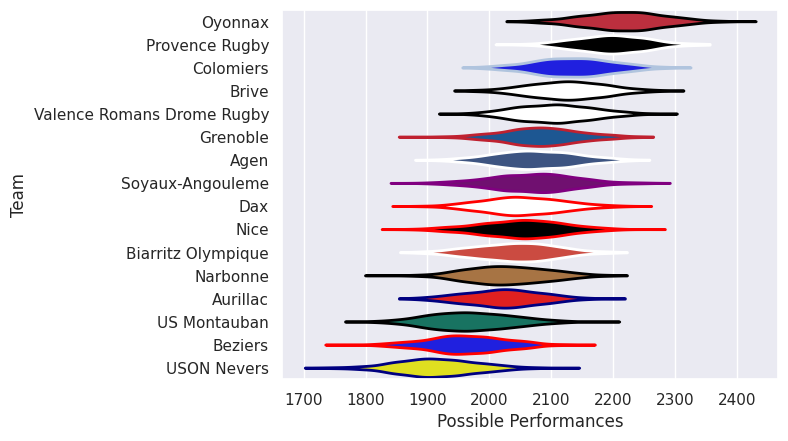 Oyonnax
Provence Rugby
Colomiers
Brive
Valence Romans Drome Rugby
Grenoble
Agen
Soyaux-Angouleme
Dax
Nice
Biarritz Olympique
Narbonne
Aurillac
US Montauban
Beziers
USON Nevers
Team
1700 1800 1900 2000 2100 2200 2300 2400
Possible Performances